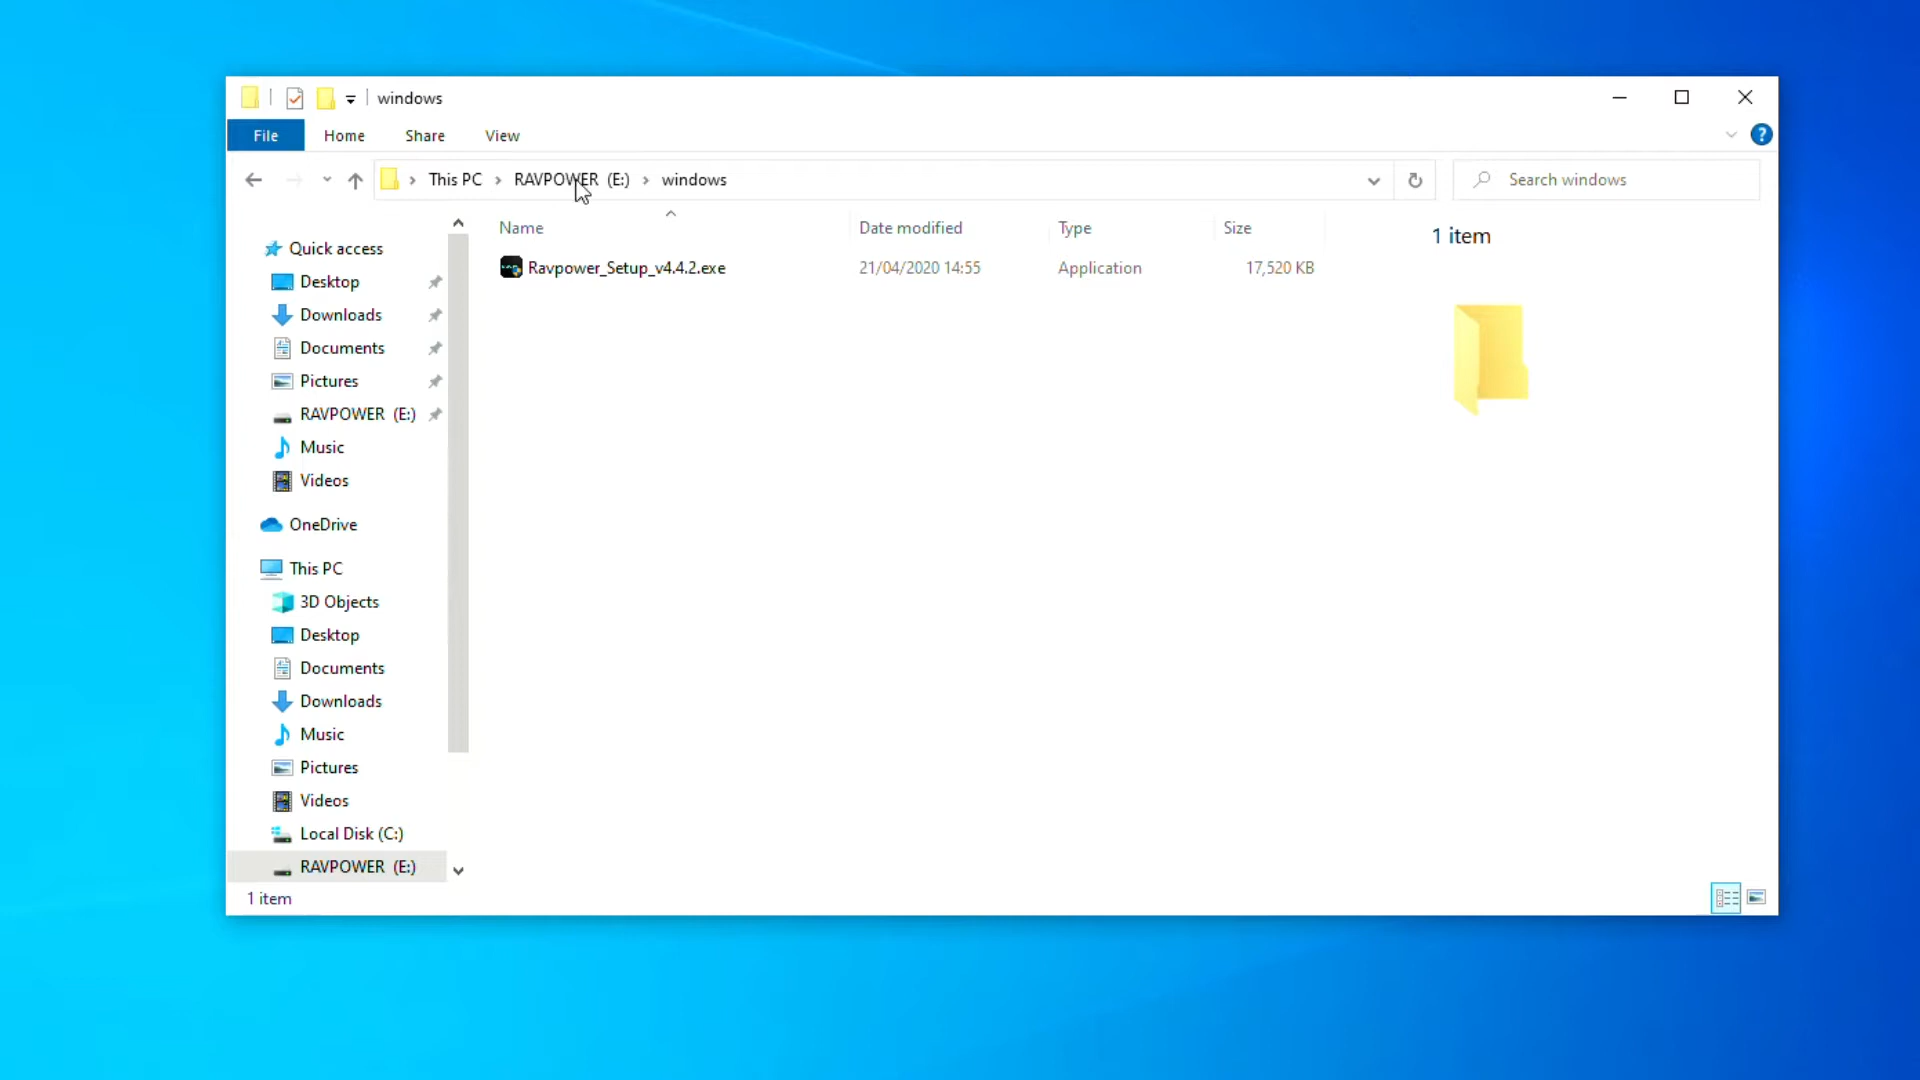 windows
File Home Share View
?
This PC RAVPOWER (E:) windows
Search windows
Name Date modified Type Size
Ravpower_Setup_v4.4.2.exe 21/04/2020 14:55 Application 17,520 KB
1 item
Quick access
Desktop
Downloads
Documents
Pictures
RAVPOWER (E:)
Music
Videos
OneDrive
This PC
3D Objects
Desktop
Documents
Downloads
Music
Pictures
Videos
Local Disk (C:)
RAVPOWER (E:)
1 item